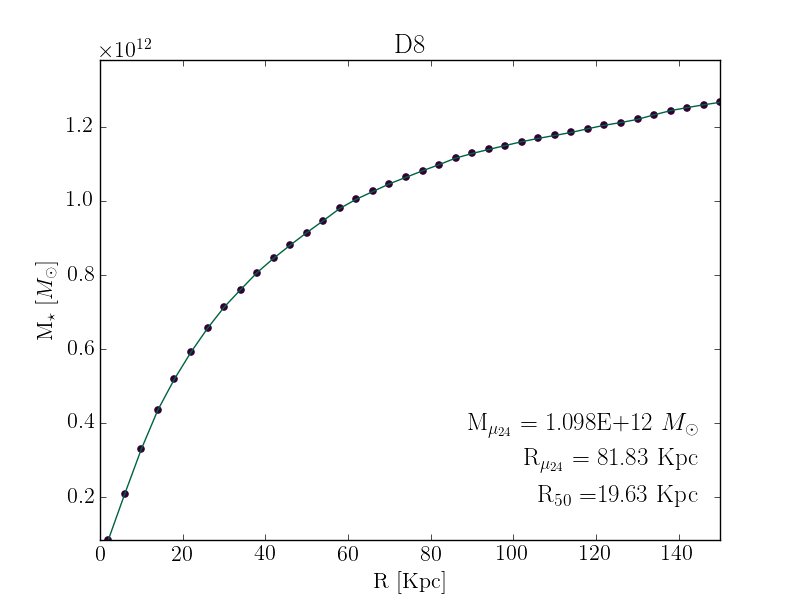 D8
×10¹²
1.2
1.0
0.8
0.6
0.4
0.2
M⋆ [M⊙]
M_μ₂₄ = 1.098E+12 M⊙
R_μ₂₄ = 81.83 Kpc
R₅₀ =19.63 Kpc
0 20 40 60 80 100 120 140
R [Kpc]